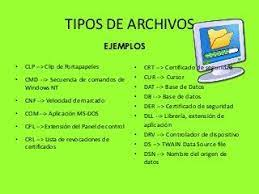 TIPOS DE ARCHIVOS
EJEMPLOS
• CLP --> Clip de Portapapeles
• CMD --> Secuencia de comandos de
Windows NT
• CNF --> Velocidad de marcado
• COM --> Aplicación MS-DOS
• CPL --> Extensión del Panel de control
• CRL --> Lista de revocaciones de
certificados
• CRT --> Certificado de seguridad
• CUR --> Cursor
• DAT --> Base de Datos
• DB --> Base de datos
• DER --> Certificado de seguridad
• DLL --> Librería, extensión de
aplicación
• DRV --> Controlador de dispositivo
• DS --> TWAIN Data Source file
• DSN --> Nombre del origen de
datos